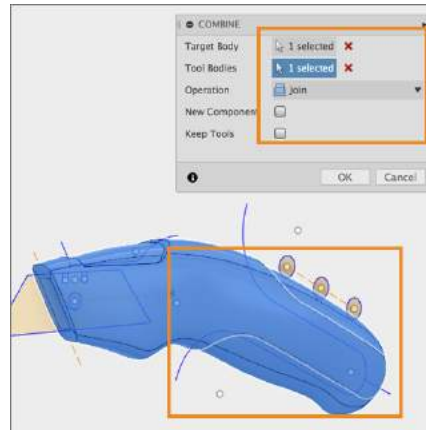 COMBINE
Target Body 1 selected
Tool Bodies 1 selected
Operation Join
New Component
Keep Tools
OK Cancel